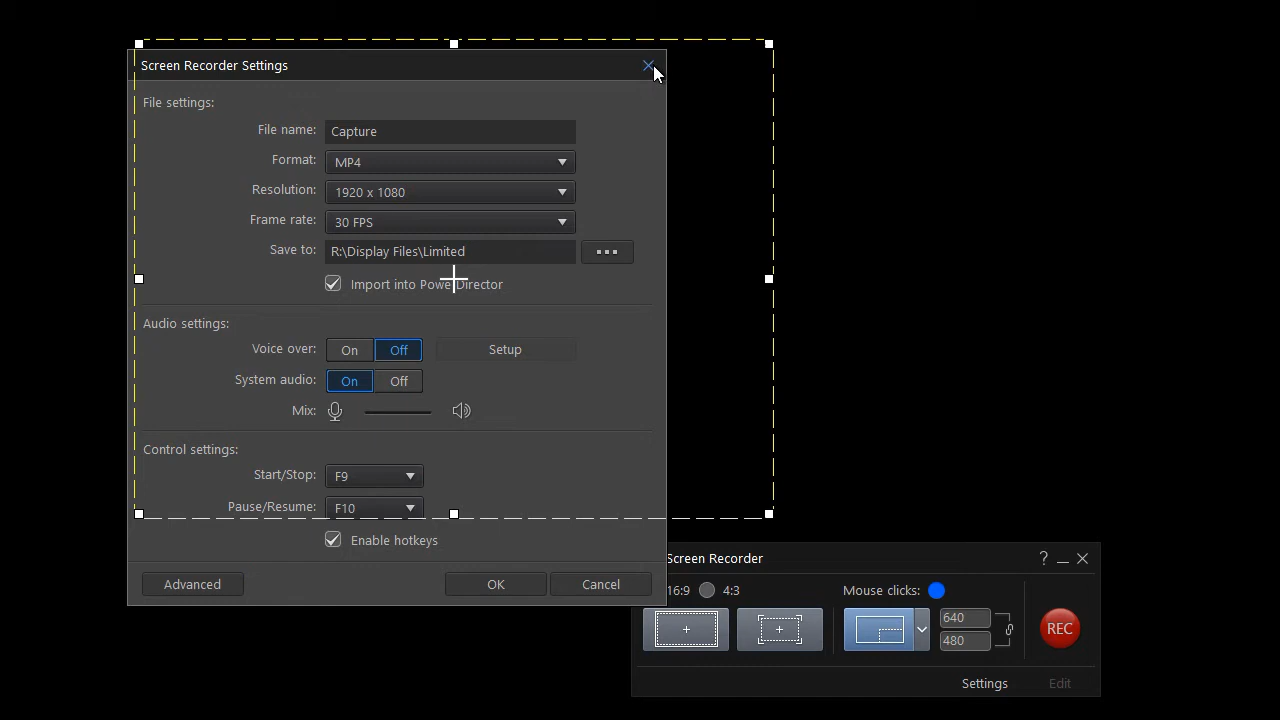 Screen Recorder Settings
File settings:
File name: Capture
Format: MP4
Resolution: 1920 x 1080
Frame rate: 30 FPS
Save to: R:\Display Files\Limited
Import into PowerDirector
Audio settings:
Voice over: On Off Setup
System audio: On Off
Mix:
Control settings:
Start/Stop: F9
Pause/Resume: F10
Enable hotkeys
Advanced OK Cancel
Screen Recorder ?
16:9 4:3 Mouse clicks:
640
480
REC
Settings Edit